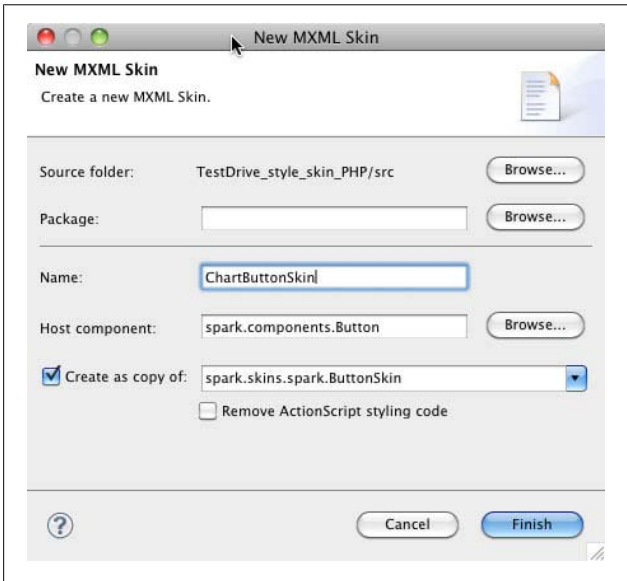 New MXML Skin
New MXML Skin
Create a new MXML Skin.
Source folder: TestDrive_style_skin_PHP/src Browse...
Package: Browse...
Name: ChartButtonSkin
Host component: spark.components.Button Browse...
Create as copy of: spark.skins.spark.ButtonSkin
Remove ActionScript styling code
? Cancel Finish